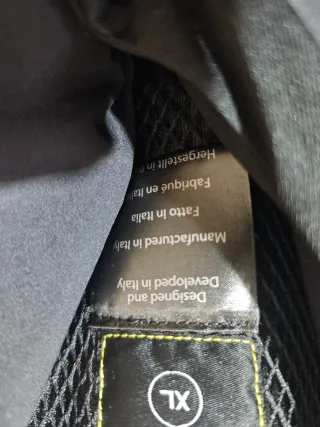 XL
Designed and
Developed in Italy
Manufactured in Italy
Fatto in Italia
Fabriqué en
Hergestellt in